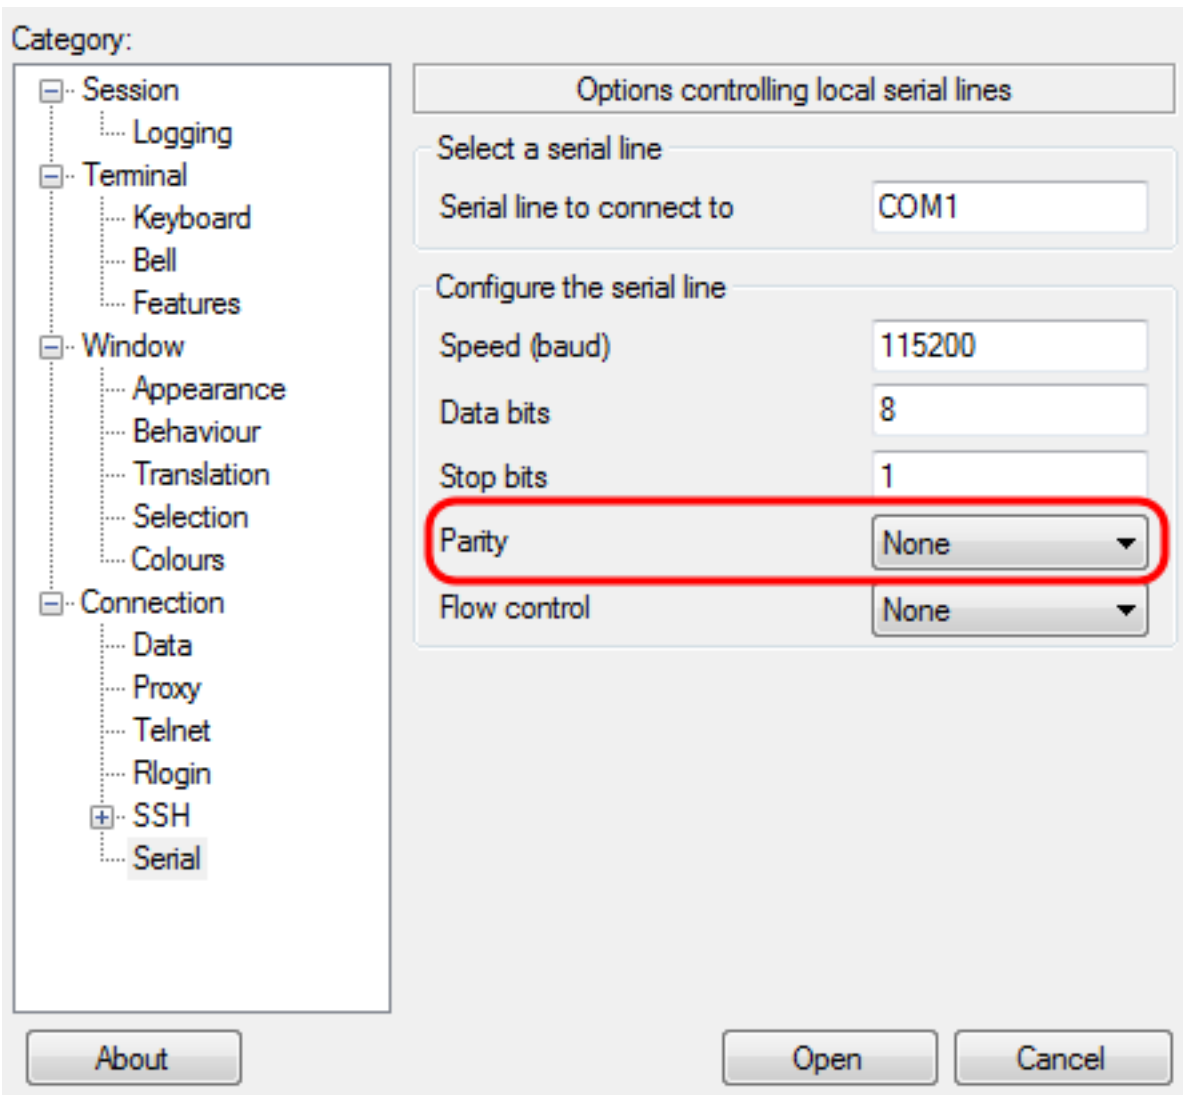 Category:
Session
Logging
Terminal
Keyboard
Bell
Features
Window
Appearance
Behaviour
Translation
Selection
Colours
Connection
Data
Proxy
Telnet
Rlogin
SSH
Serial
Options controlling local serial lines
Select a serial line
Serial line to connect to COM1
Configure the serial line
Speed (baud) 115200
Data bits 8
Stop bits 1
Parity None
Flow control None
About Open Cancel